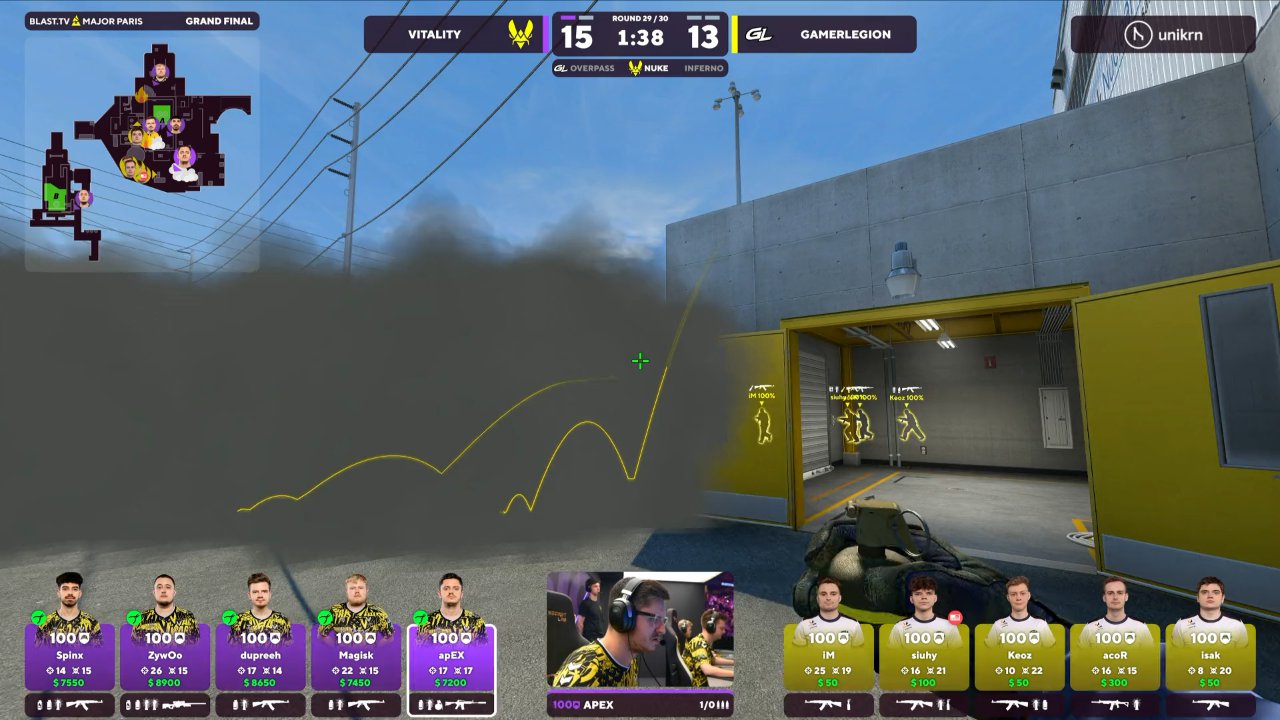 BLAST.TV MAJOR PARIS GRAND FINAL
VITALITY 15 ROUND 29 / 30 1:38 13 GL GAMERLEGION
unikrn
GL OVERPASS NUKE INFERNO
iM 100%
Keoz 100%
100 100 100 100 100
Spinx ZywOo dupreeh Magisk apEX
14 15 26 15 17 14 22 15 17 17
$7550 $8900 $8650 $7450 $7200
100 APEX 1/0
100 100 100 100 100
iM siuhy Keoz acoR isak
25 19 16 21 10 22 16 15 8 20
$50 $100 $50 $300 $50